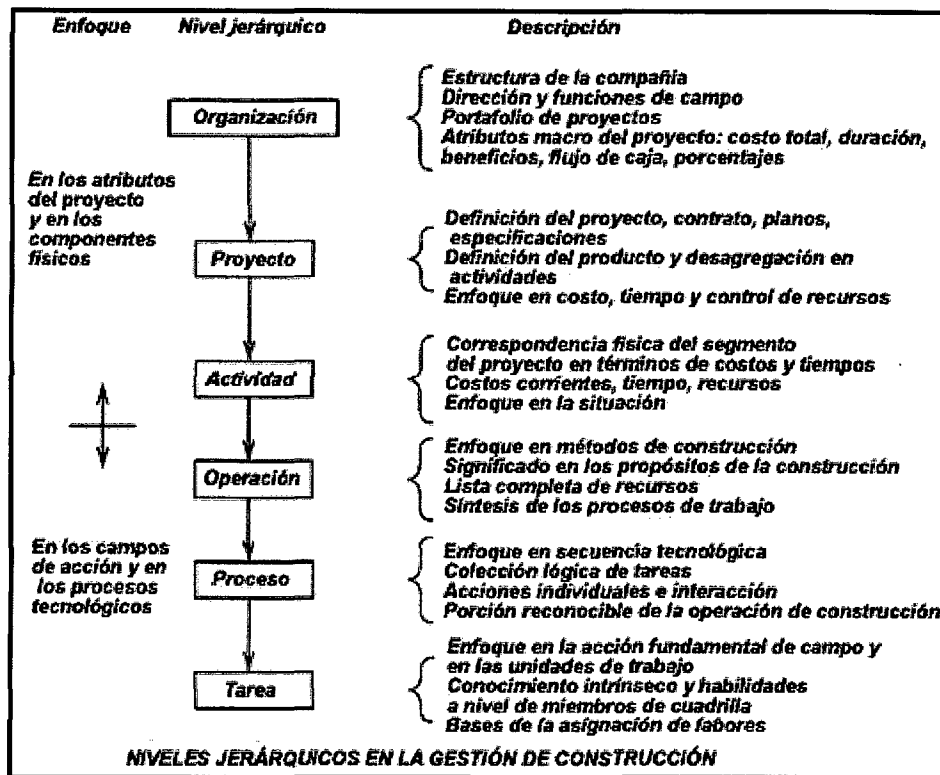 Enfoque
Nivel jerárquico
Descripción
Organización
Estructura de la compañia
Dirección y funciones de campo
Portafolio de proyectos
Atributos macro del proyecto: costo total, duración,
beneficios, flujo de caja, porcentajes
En los atributos
del proyecto
y en los
componentes
físicos
Proyecto
Definición del proyecto, contrato, planos,
especificaciones
Definición del producto y desagregación en
actividades
Enfoque en costo, tiempo y control de recursos
Actividad
Correspondencia física del segmento
del proyecto en términos de costos y tiempos
Costos corrientes, tiempo, recursos
Enfoque en la situación
Operación
Enfoque en métodos de construcción
Significado en los propósitos de la construcción
Lista completa de recursos
Síntesis de los procesos de trabajo
En los campos
de acción y en
los procesos
tecnológicos
Proceso
Enfoque en secuencia tecnológica
Colección lógica de tareas
Acciones individuales e interacción
Porción reconocible de la operación de construcción
Tarea
Enfoque en la acción fundamental de campo y
en las unidades de trabajo
Conocimiento intrínseco y habilidades
a nivel de miembros de cuadrilla
Bases de la asignación de labores
NIVELES JERÁRQUICOS EN LA GESTIÓN DE CONSTRUCCIÓN